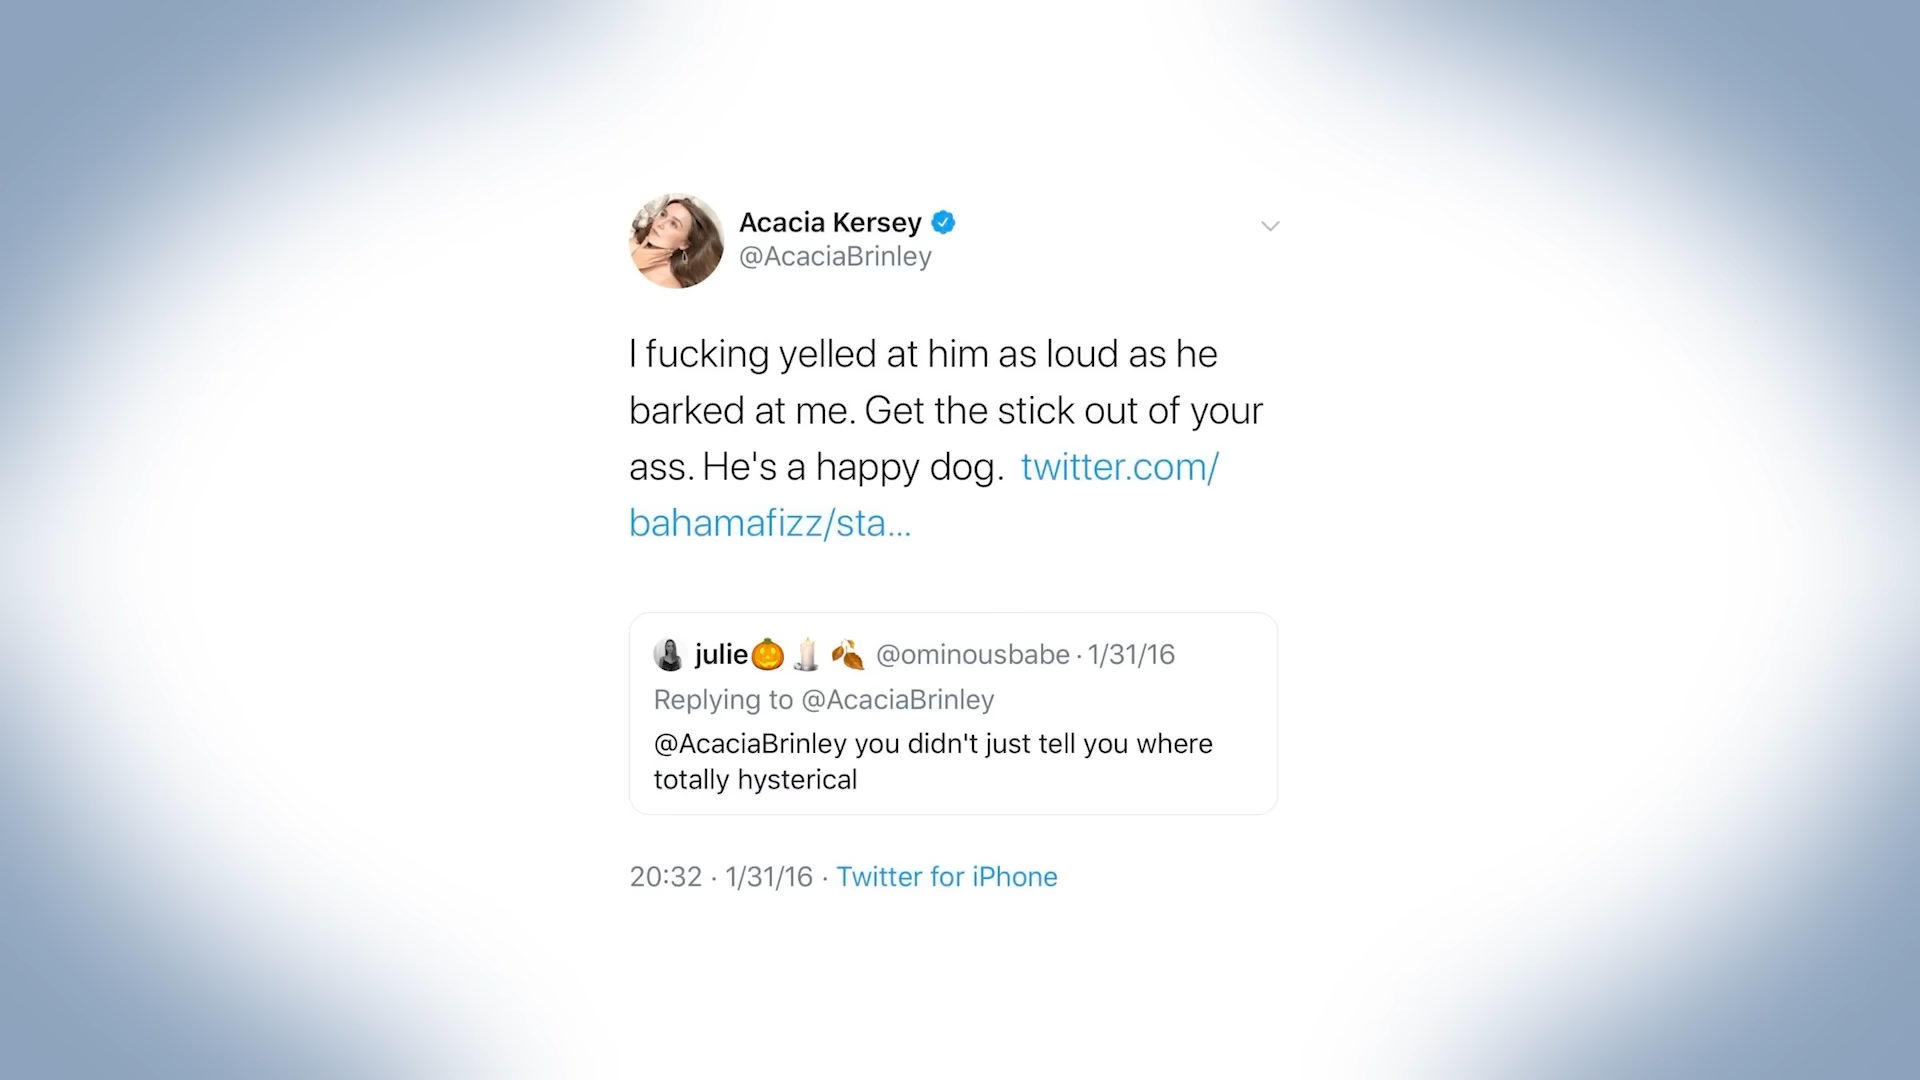 Acacia Kersey
@AcaciaBrinley
I fucking yelled at him as loud as he
barked at me. Get the stick out of your
ass. He's a happy dog. twitter.com/
bahamafizz/sta...
julie🎃🕯️🍂 @ominousbabe · 1/31/16
Replying to @AcaciaBrinley
@AcaciaBrinley you didn't just tell you where
totally hysterical
20:32 · 1/31/16 · Twitter for iPhone